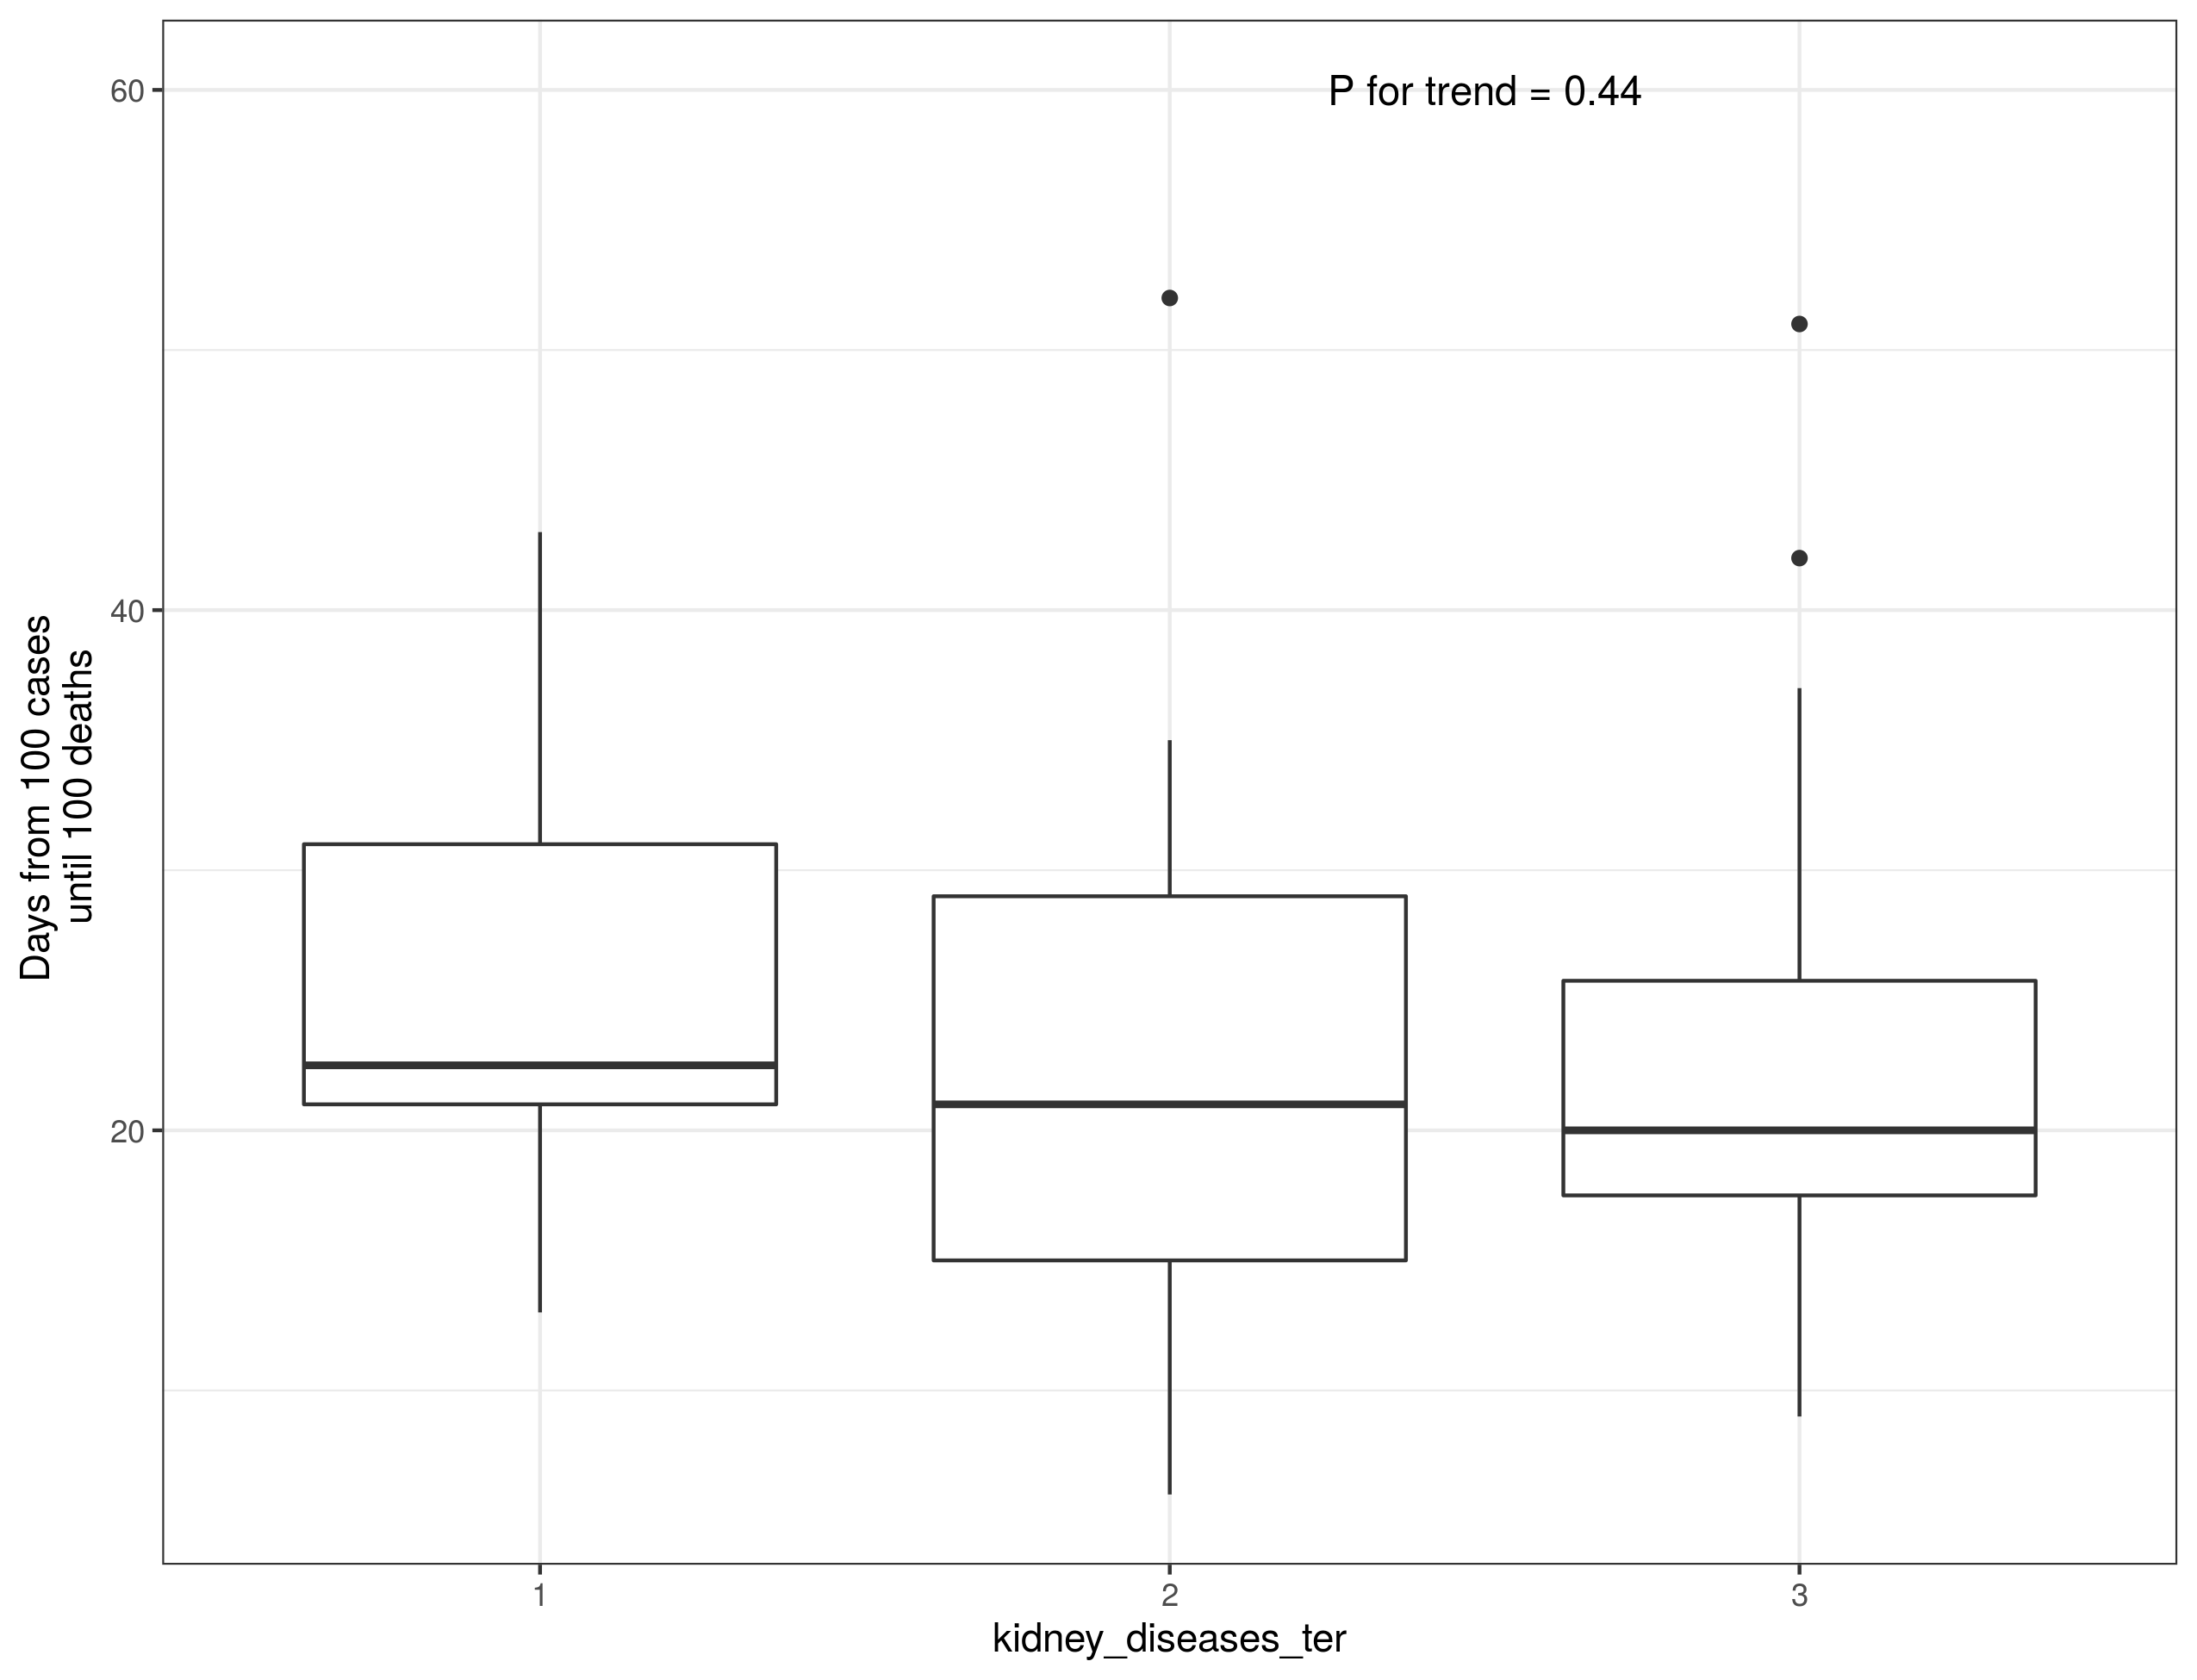 P for trend = 0.44
60
40
20
Days from 100 cases
until 100 deaths
1
2
3
kidney_diseases_ter